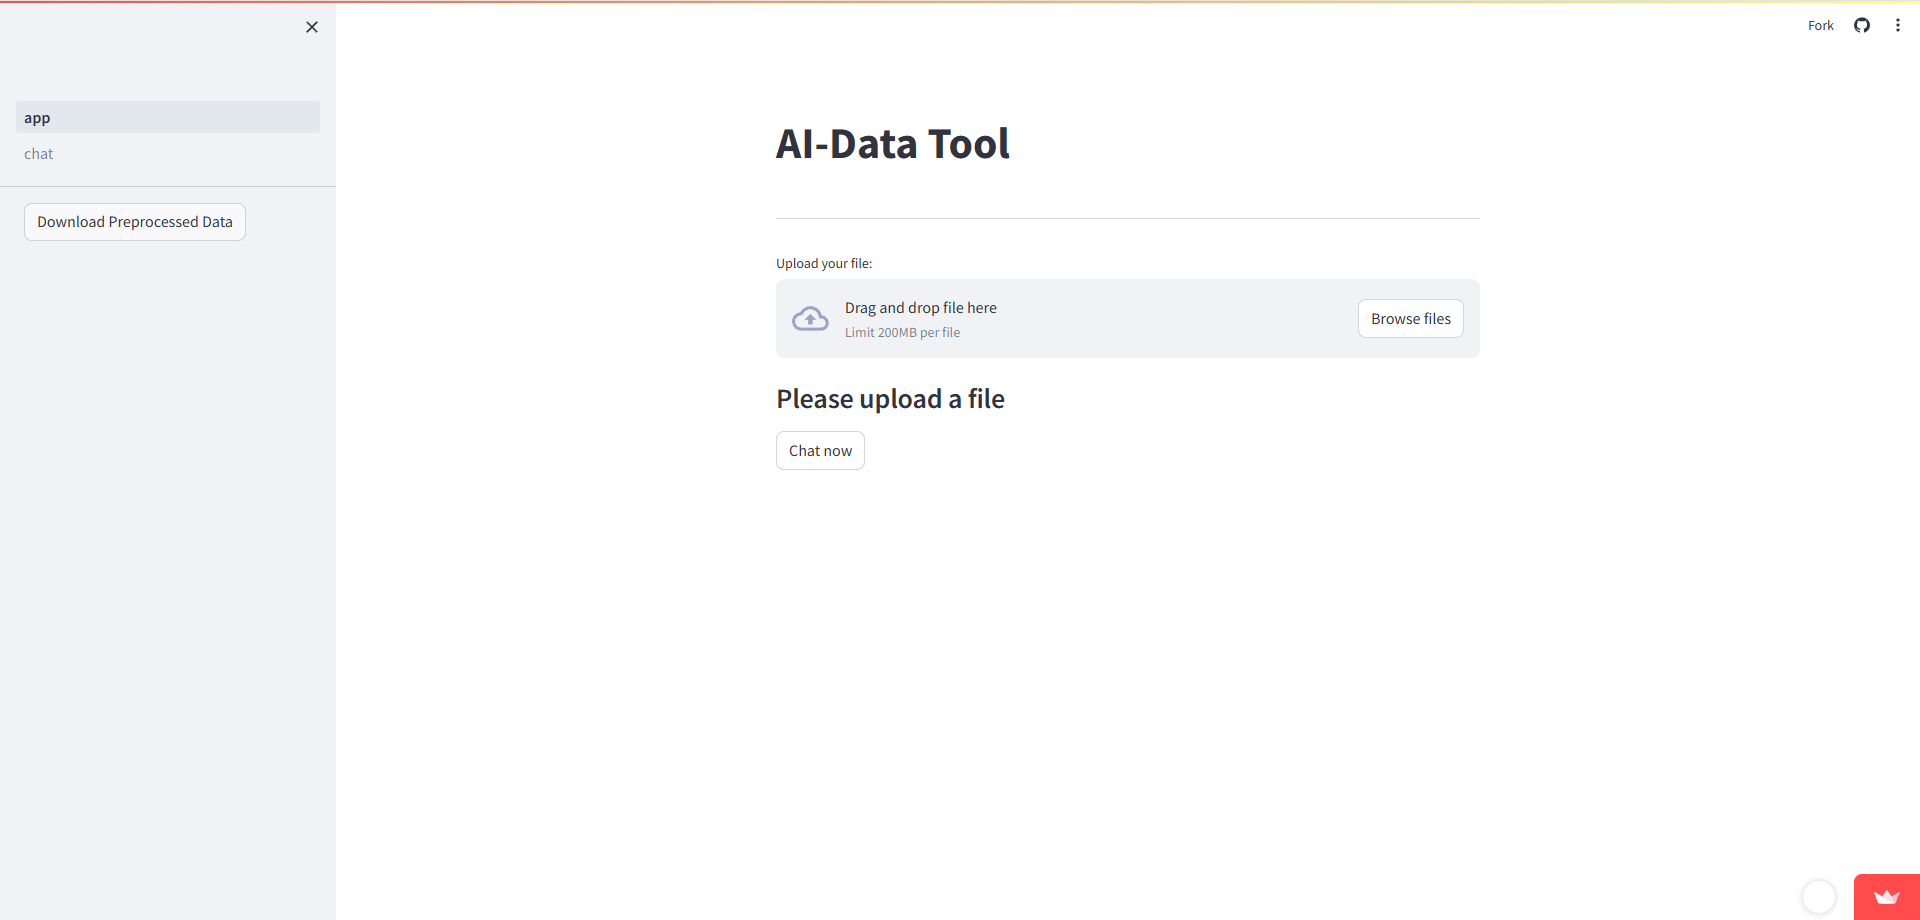 Fork
app
chat
Download Preprocessed Data
AI-Data Tool
Upload your file:
Drag and drop file here
Limit 200MB per file
Browse files
Please upload a file
Chat now